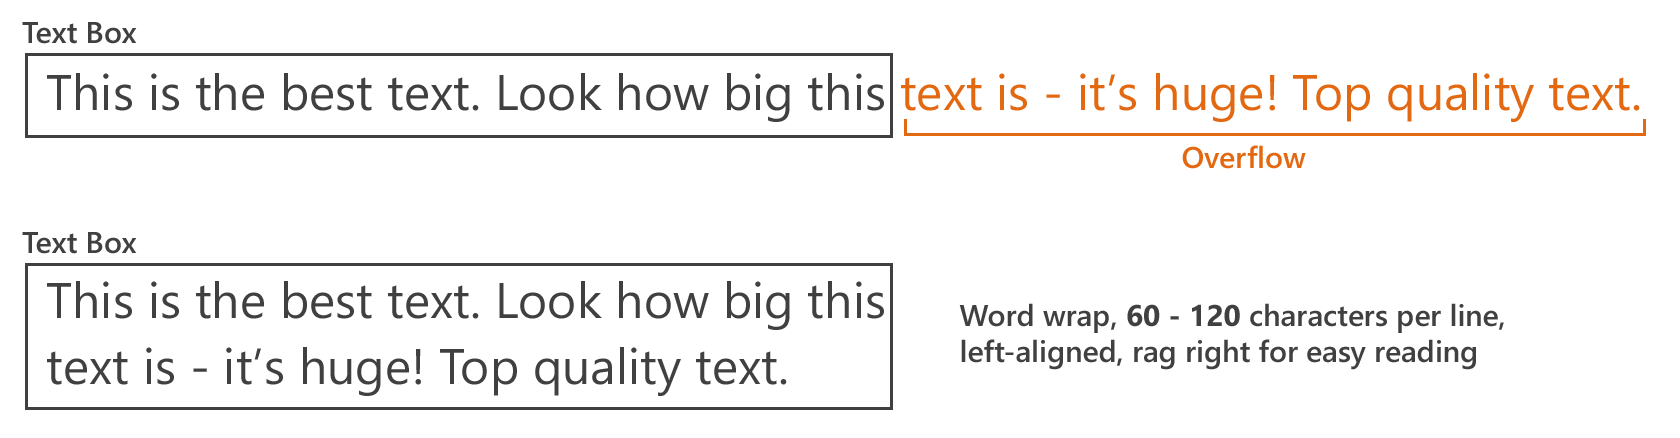 Text Box
This is the best text. Look how big this text is - it’s huge! Top quality text.
Overflow
Text Box
This is the best text. Look how big this
text is - it’s huge! Top quality text.
Word wrap, 60 - 120 characters per line,
left-aligned, rag right for easy reading